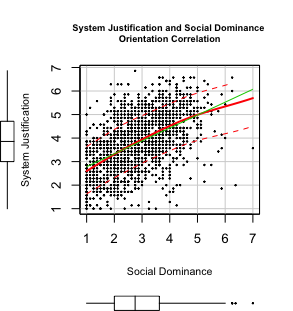 System Justification and Social Dominance
Orientation Correlation
7
6
5
4
3
2
1
System Justification
1 2 3 4 5 6 7
Social Dominance